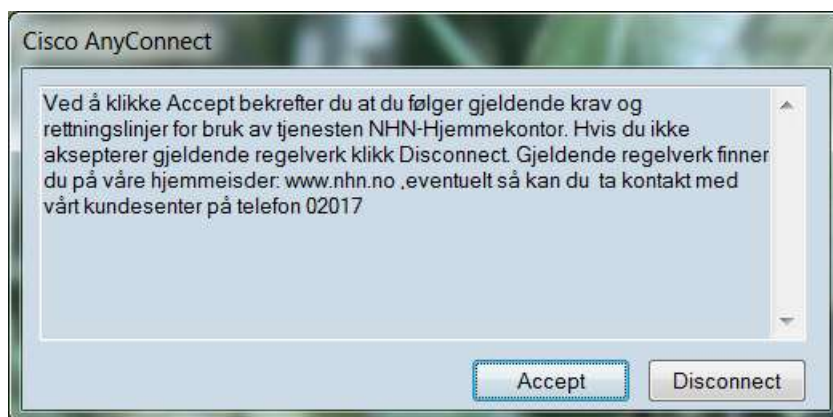 Cisco AnyConnect
Ved å klikke Accept bekrefter du at du følger gjeldende krav og
rettningslinjer for bruk av tjenesten NHN-Hjemmekontor. Hvis du ikke
aksepterer gjeldende regelverk klikk Disconnect. Gjeldende regelverk finner
du på våre hjemmeisder: www.nhn.no ,eventuelt så kan du  ta kontakt med
vårt kundesenter på telefon 02017
Accept
Disconnect